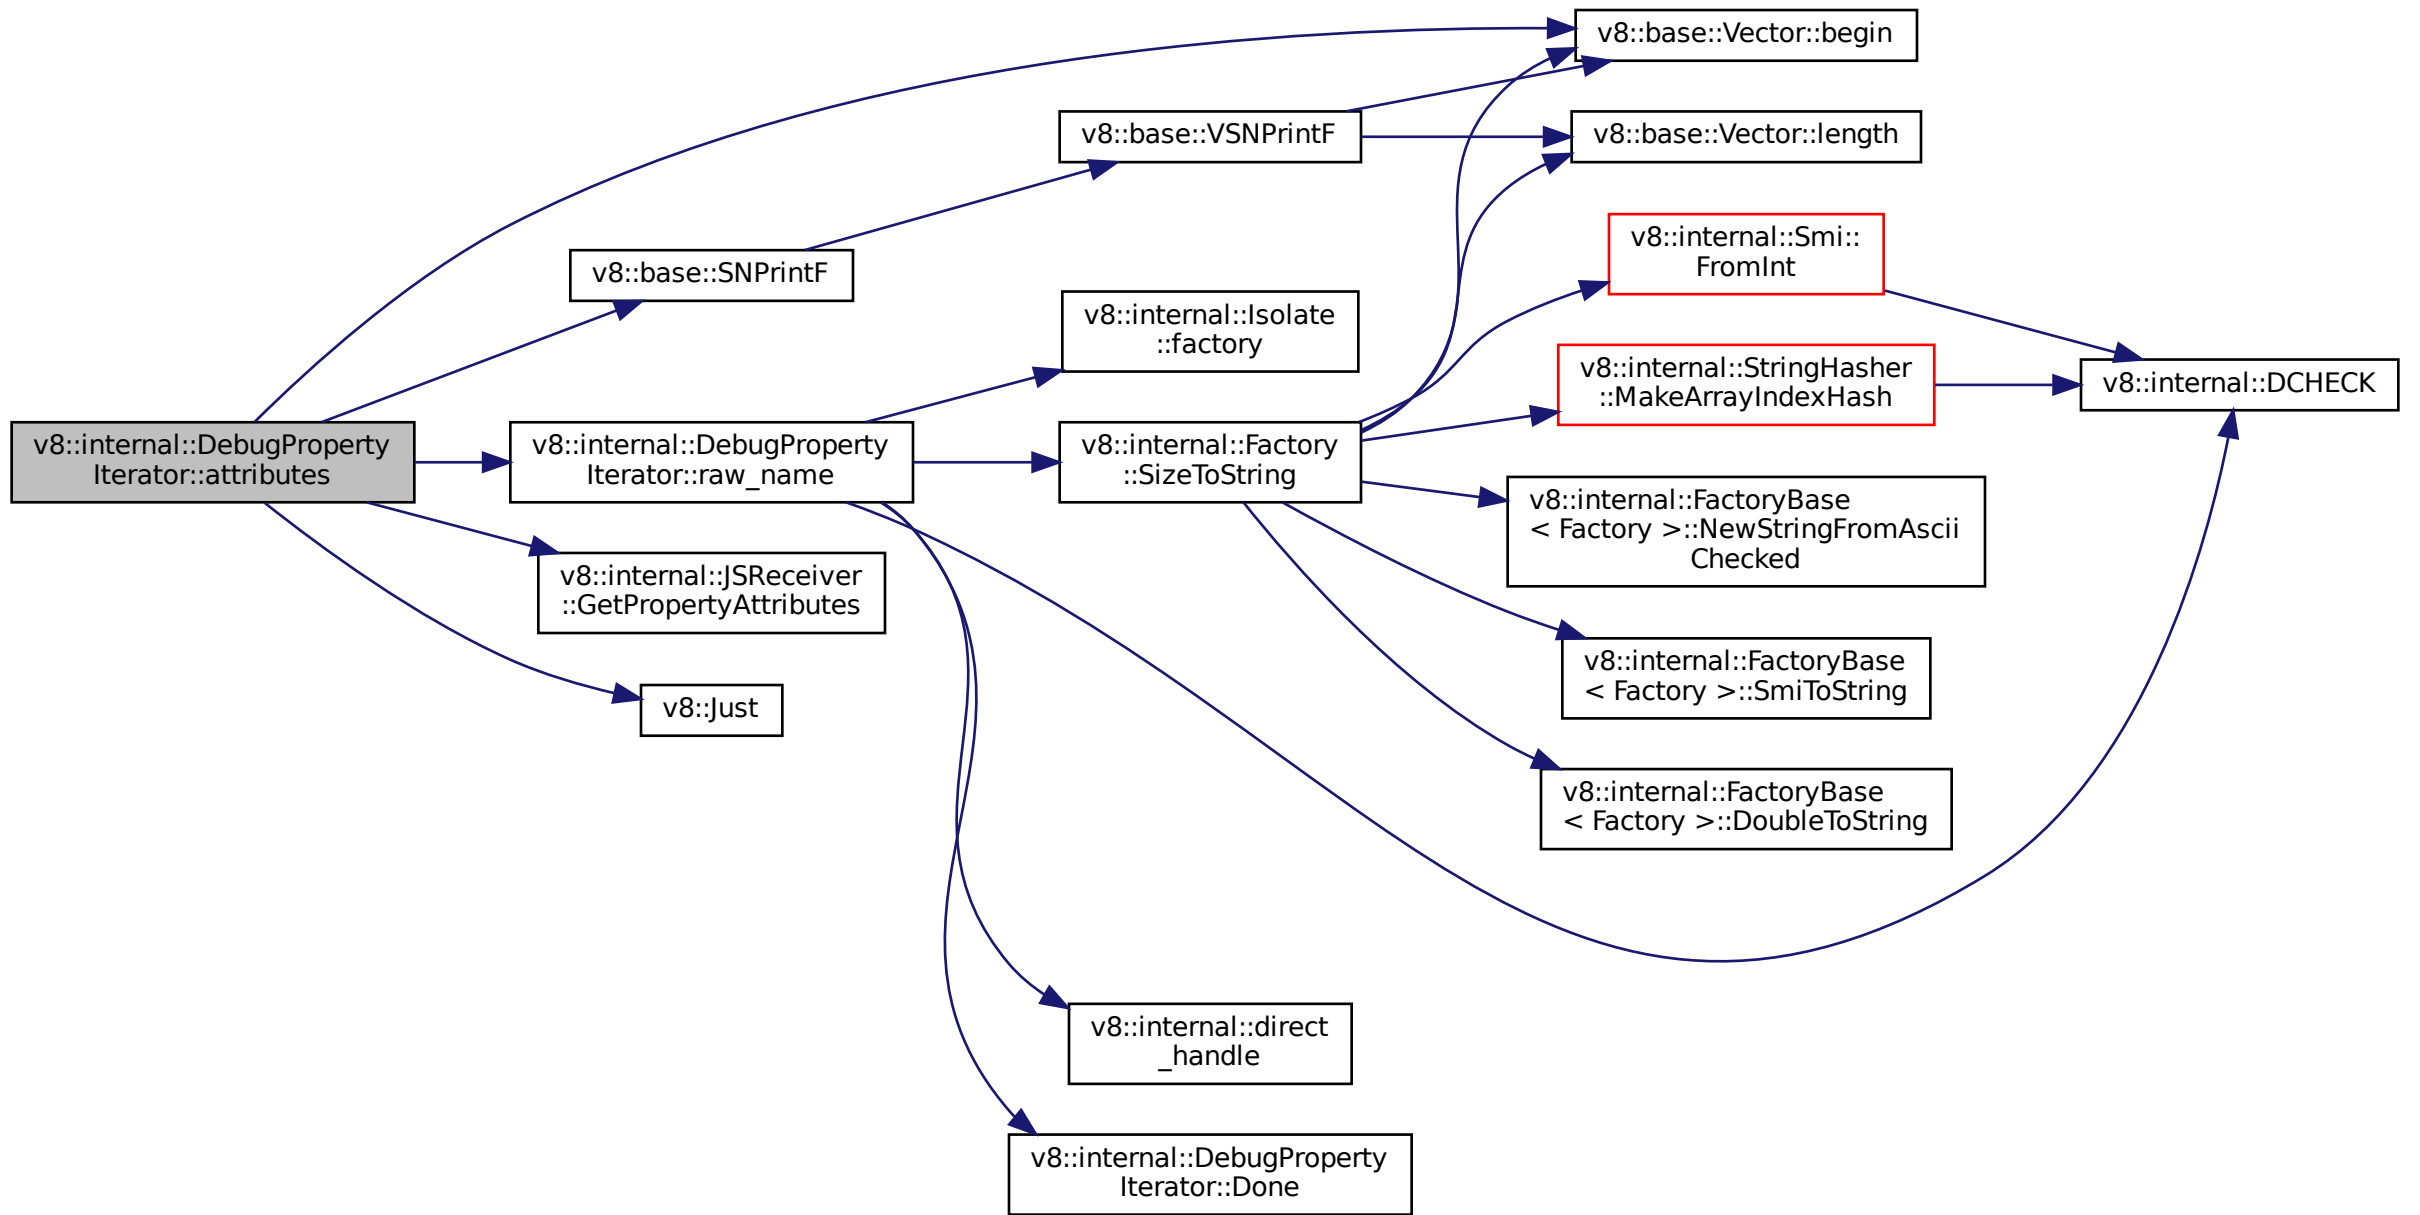 v8::internal::DebugProperty
Iterator::attributes
v8::base::Vector::begin
v8::base::SNPrintF
v8::base::VSNPrintF
v8::base::Vector::length
v8::internal::DebugProperty
Iterator::raw_name
v8::internal::Isolate
::factory
v8::internal::Factory
::SizeToString
v8::internal::Smi::
FromInt
v8::internal::StringHasher
::MakeArrayIndexHash
v8::internal::DCHECK
v8::internal::FactoryBase
< Factory >::NewStringFromAscii
Checked
v8::internal::FactoryBase
< Factory >::SmiToString
v8::internal::FactoryBase
< Factory >::DoubleToString
v8::internal::direct
_handle
v8::internal::DebugProperty
Iterator::Done
v8::internal::JSReceiver
::GetPropertyAttributes
v8::Just